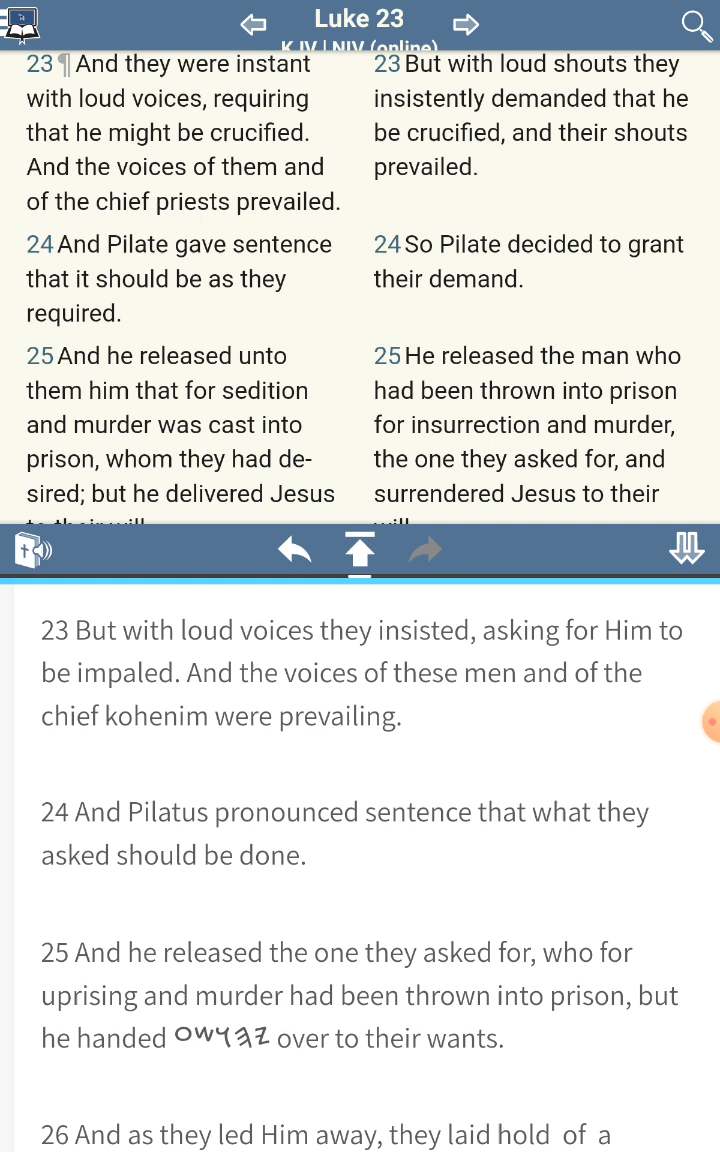 Luke 23
KJV | NIV (online)
23 ¶ And they were instant
with loud voices, requiring
that he might be crucified.
And the voices of them and
of the chief priests prevailed.
24 And Pilate gave sentence
that it should be as they
required.
25 And he released unto
them him that for sedition
and murder was cast into
prison, whom they had de-
sired; but he delivered Jesus
to their will.
23 But with loud shouts they
insistently demanded that he
be crucified, and their shouts
prevailed.
24 So Pilate decided to grant
their demand.
25 He released the man who
had been thrown into prison
for insurrection and murder,
the one they asked for, and
surrendered Jesus to their
will.
23 But with loud voices they insisted, asking for Him to
be impaled. And the voices of these men and of the
chief kohenim were prevailing.
24 And Pilatus pronounced sentence that what they
asked should be done.
25 And he released the one they asked for, who for
uprising and murder had been thrown into prison, but
he handed 𐤏𐤔𐤅𐤄𐤉 over to their wants.
26 And as they led Him away, they laid hold of a